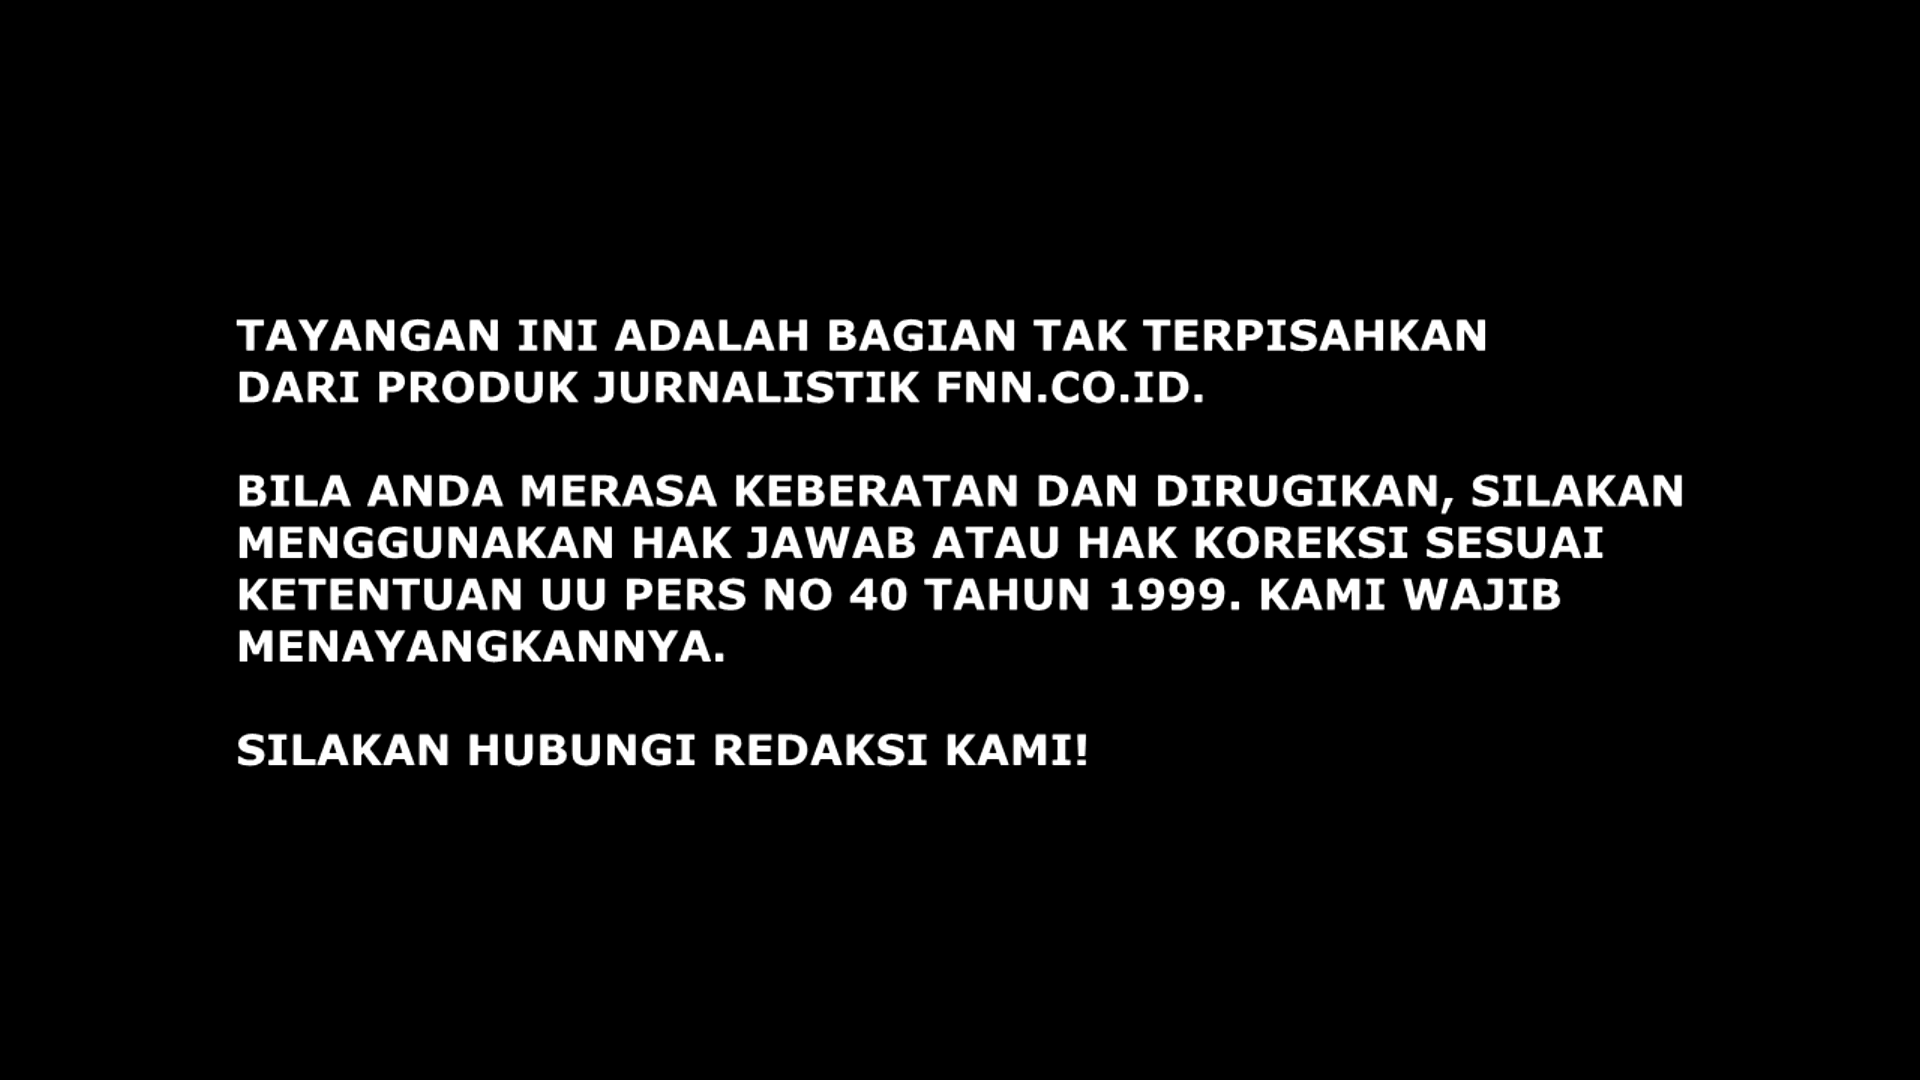 TAYANGAN INI ADALAH BAGIAN TAK TERPISAHKAN
DARI PRODUK JURNALISTIK FNN.CO.ID.
BILA ANDA MERASA KEBERATAN DAN DIRUGIKAN, SILAKAN
MENGGUNAKAN HAK JAWAB ATAU HAK KOREKSI SESUAI
KETENTUAN UU PERS NO 40 TAHUN 1999. KAMI WAJIB
MENAYANGKANNYA.
SILAKAN HUBUNGI REDAKSI KAMI!